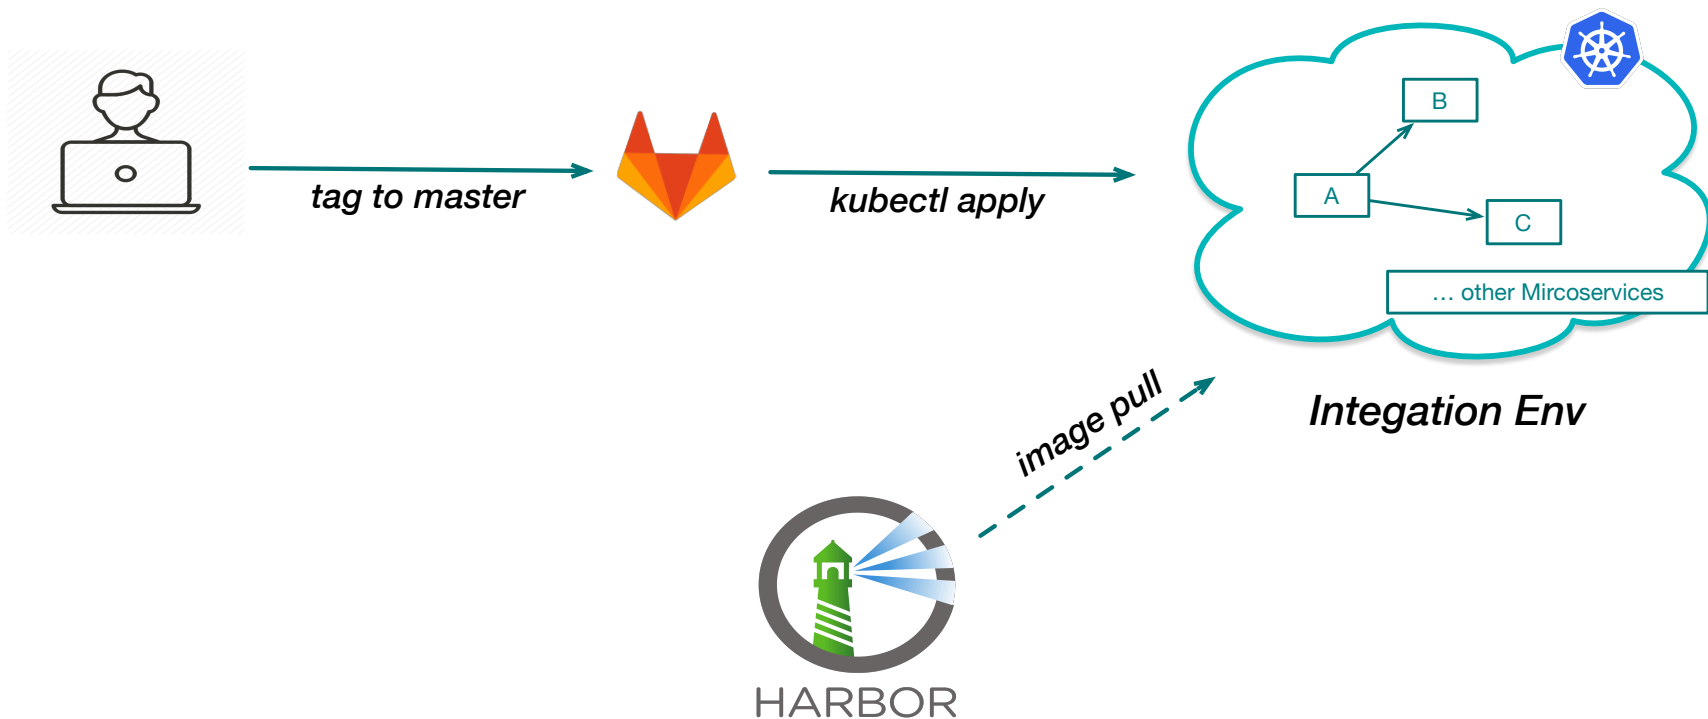 B
A
C
tag to master
kubectl apply
... other Mircoservices
image pull
Integation Env
HARBOR